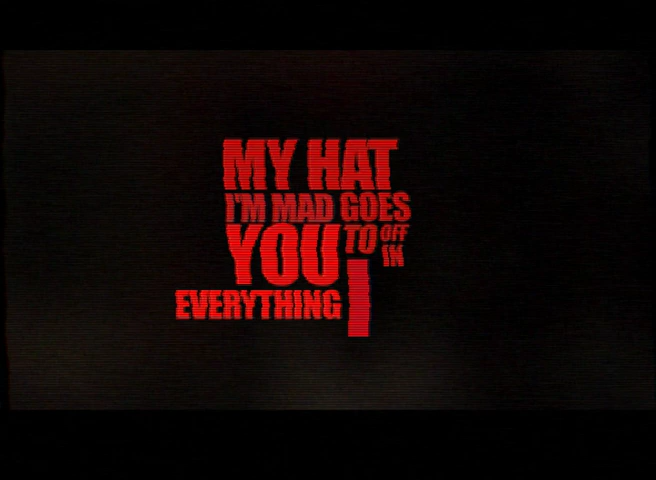 MY HAT
I'M MAD GOES
YOU TO OFF
IN
EVERYTHING I